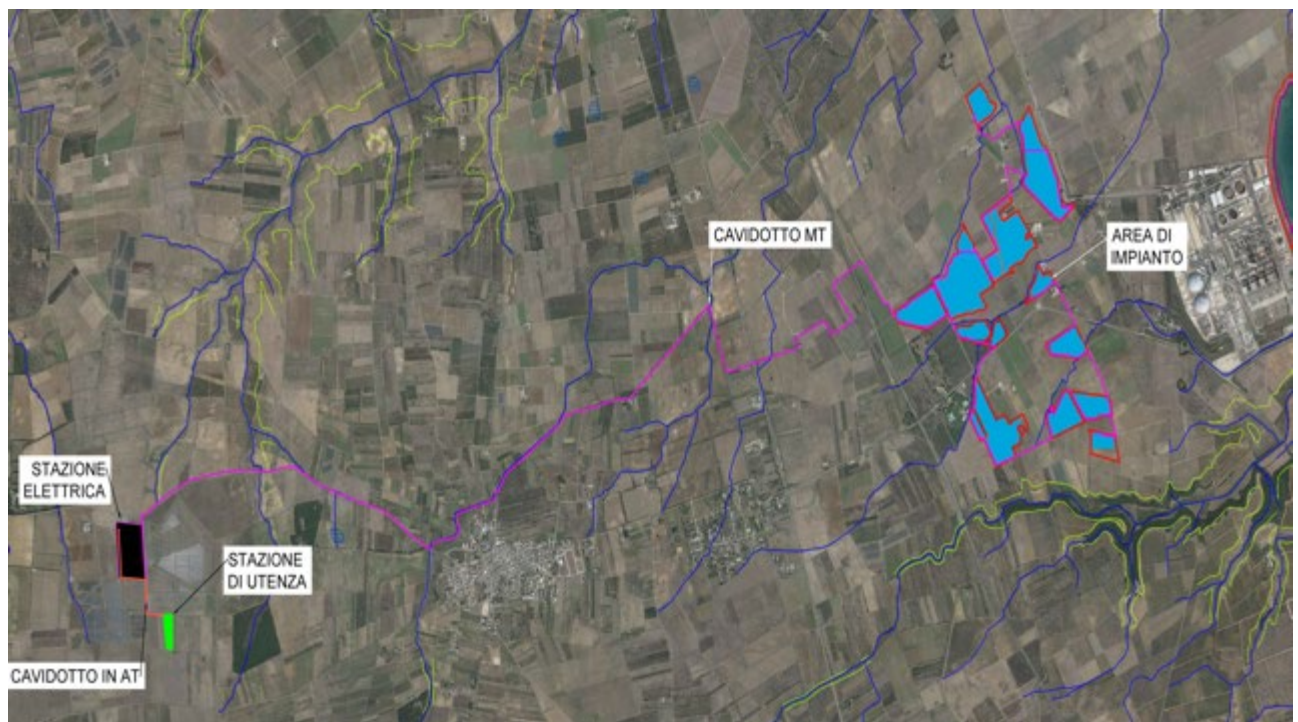 CAVIDOTTO MT
AREA DI
IMPIANTO
STAZIONE
ELETTRICA
STAZIONE
DI UTENZA
CAVIDOTTO IN AT